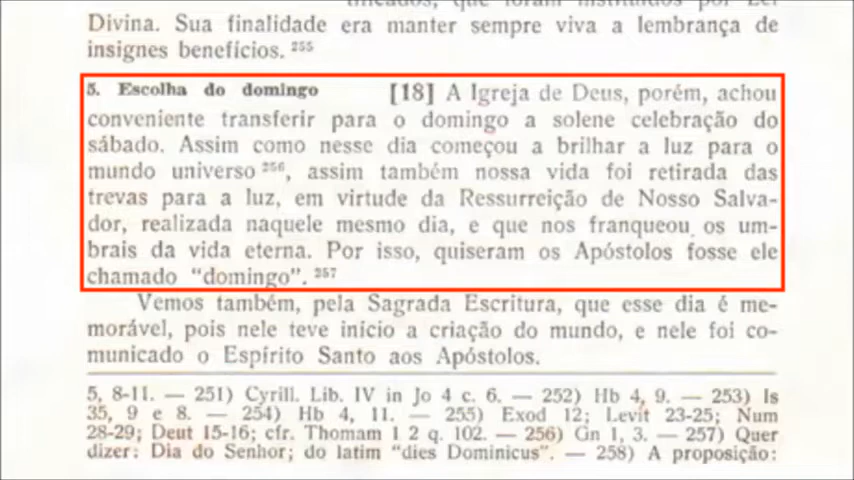 tificados, que foram instituídos por Lei
Divina. Sua finalidade era manter sempre viva a lembrança de
insignes benefícios. 255
5. Escolha do domingo [18] A Igreja de Deus, porém, achou
conveniente transferir para o domingo a solene celebração do
sábado. Assim como nesse dia começou a brilhar a luz para o
mundo universo 256, assim também nossa vida foi retirada das
trevas para a luz, em virtude da Ressurreição de Nosso Salva-
dor, realizada naquele mesmo dia, e que nos franqueou os um-
brais da vida eterna. Por isso, quiseram os Apóstolos fosse ele
chamado "domingo". 257
Vemos também, pela Sagrada Escritura, que esse dia é me-
morável, pois nele teve início a criação do mundo, e nele foi co-
municado o Espírito Santo aos Apóstolos.
5, 8-11. — 251) Cyrill. Lib. IV in Jo 4 c. 6. — 252) Hb 4, 9. — 253) Is
35, 9 e 8. — 254) Hb 4, 11. — 255) Exod 12; Levit 23-25; Num
28-29; Deut 15-16; cfr. Thomam 1 2 q. 102. — 256) Gn 1, 3. — 257) Quer
dizer: Dia do Senhor; do latim "dies Dominicus". — 258) A proposição: